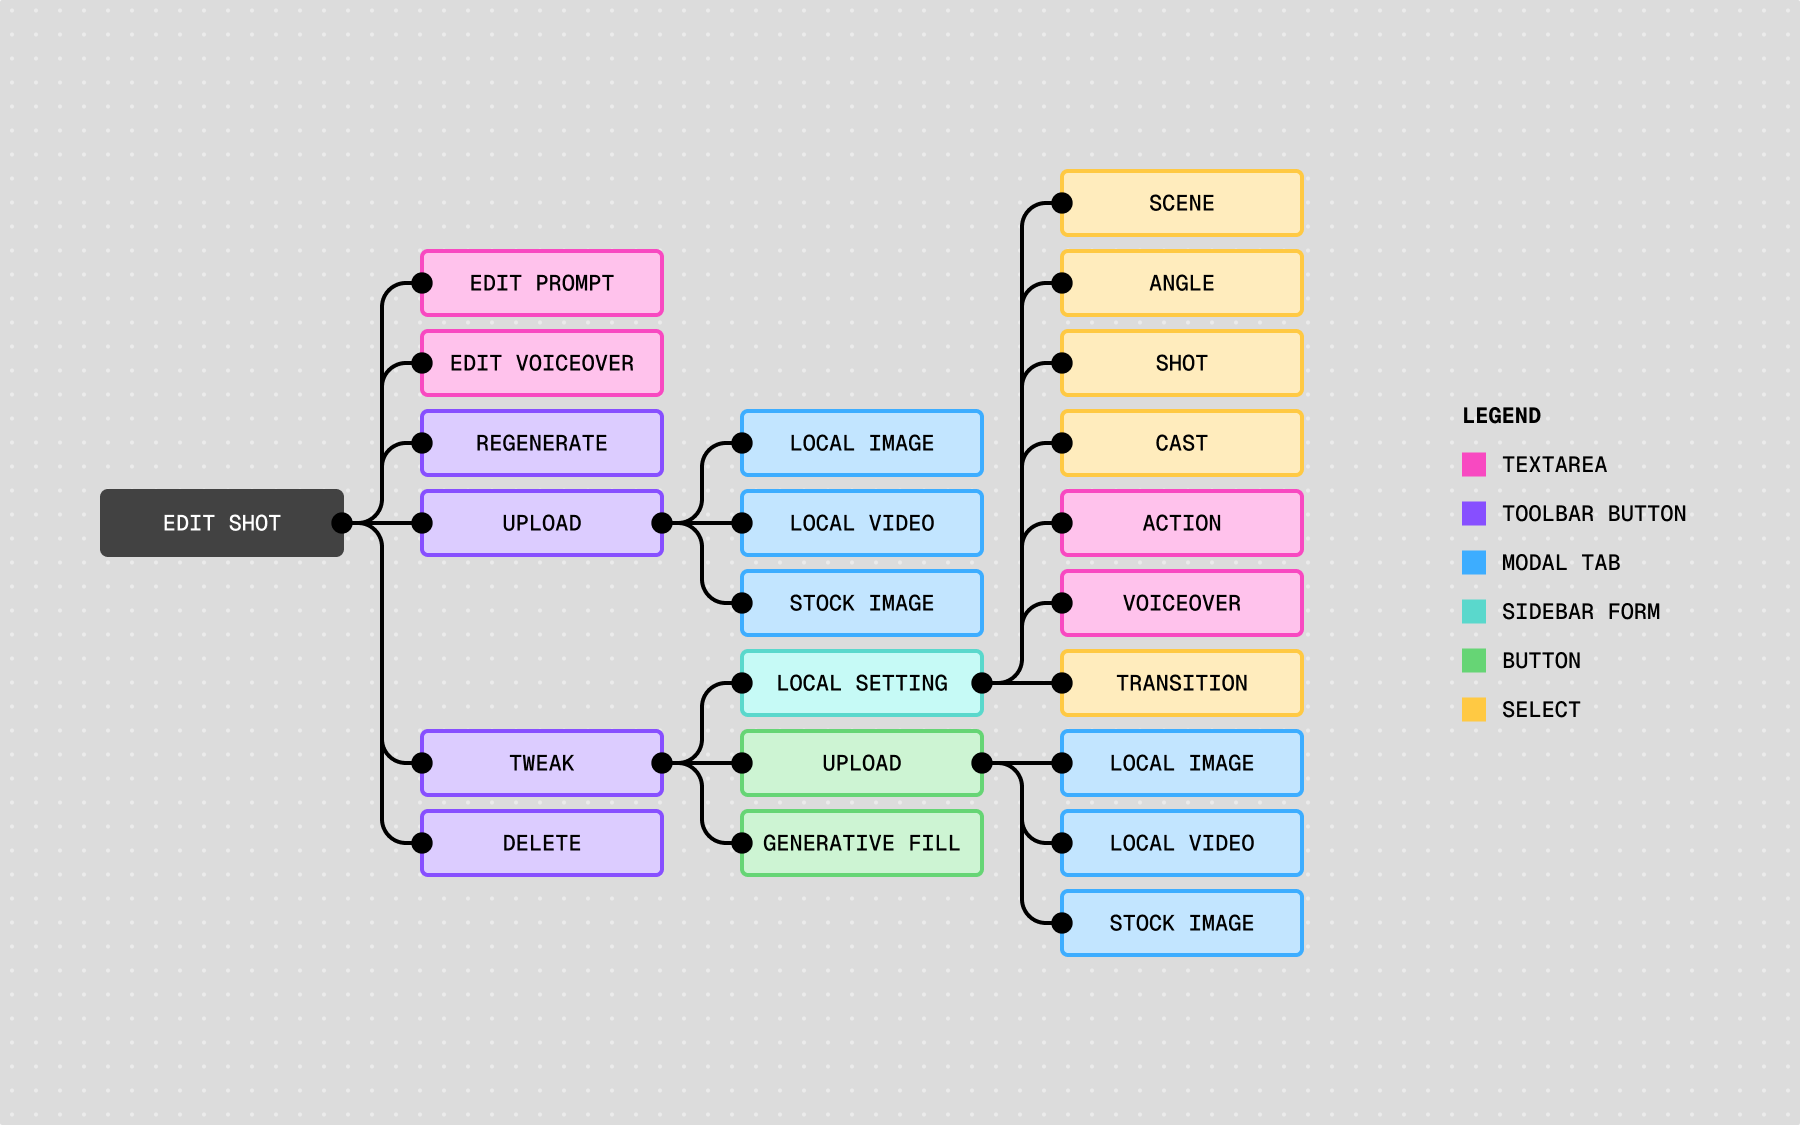 EDIT SHOT
EDIT PROMPT
EDIT VOICEOVER
REGENERATE
UPLOAD
TWEAK
DELETE
LOCAL IMAGE
LOCAL VIDEO
STOCK IMAGE
LOCAL SETTING
UPLOAD
GENERATIVE FILL
SCENE
ANGLE
SHOT
CAST
ACTION
VOICEOVER
TRANSITION
LOCAL IMAGE
LOCAL VIDEO
STOCK IMAGE
LEGEND
TEXTAREA
TOOLBAR BUTTON
MODAL TAB
SIDEBAR FORM
BUTTON
SELECT